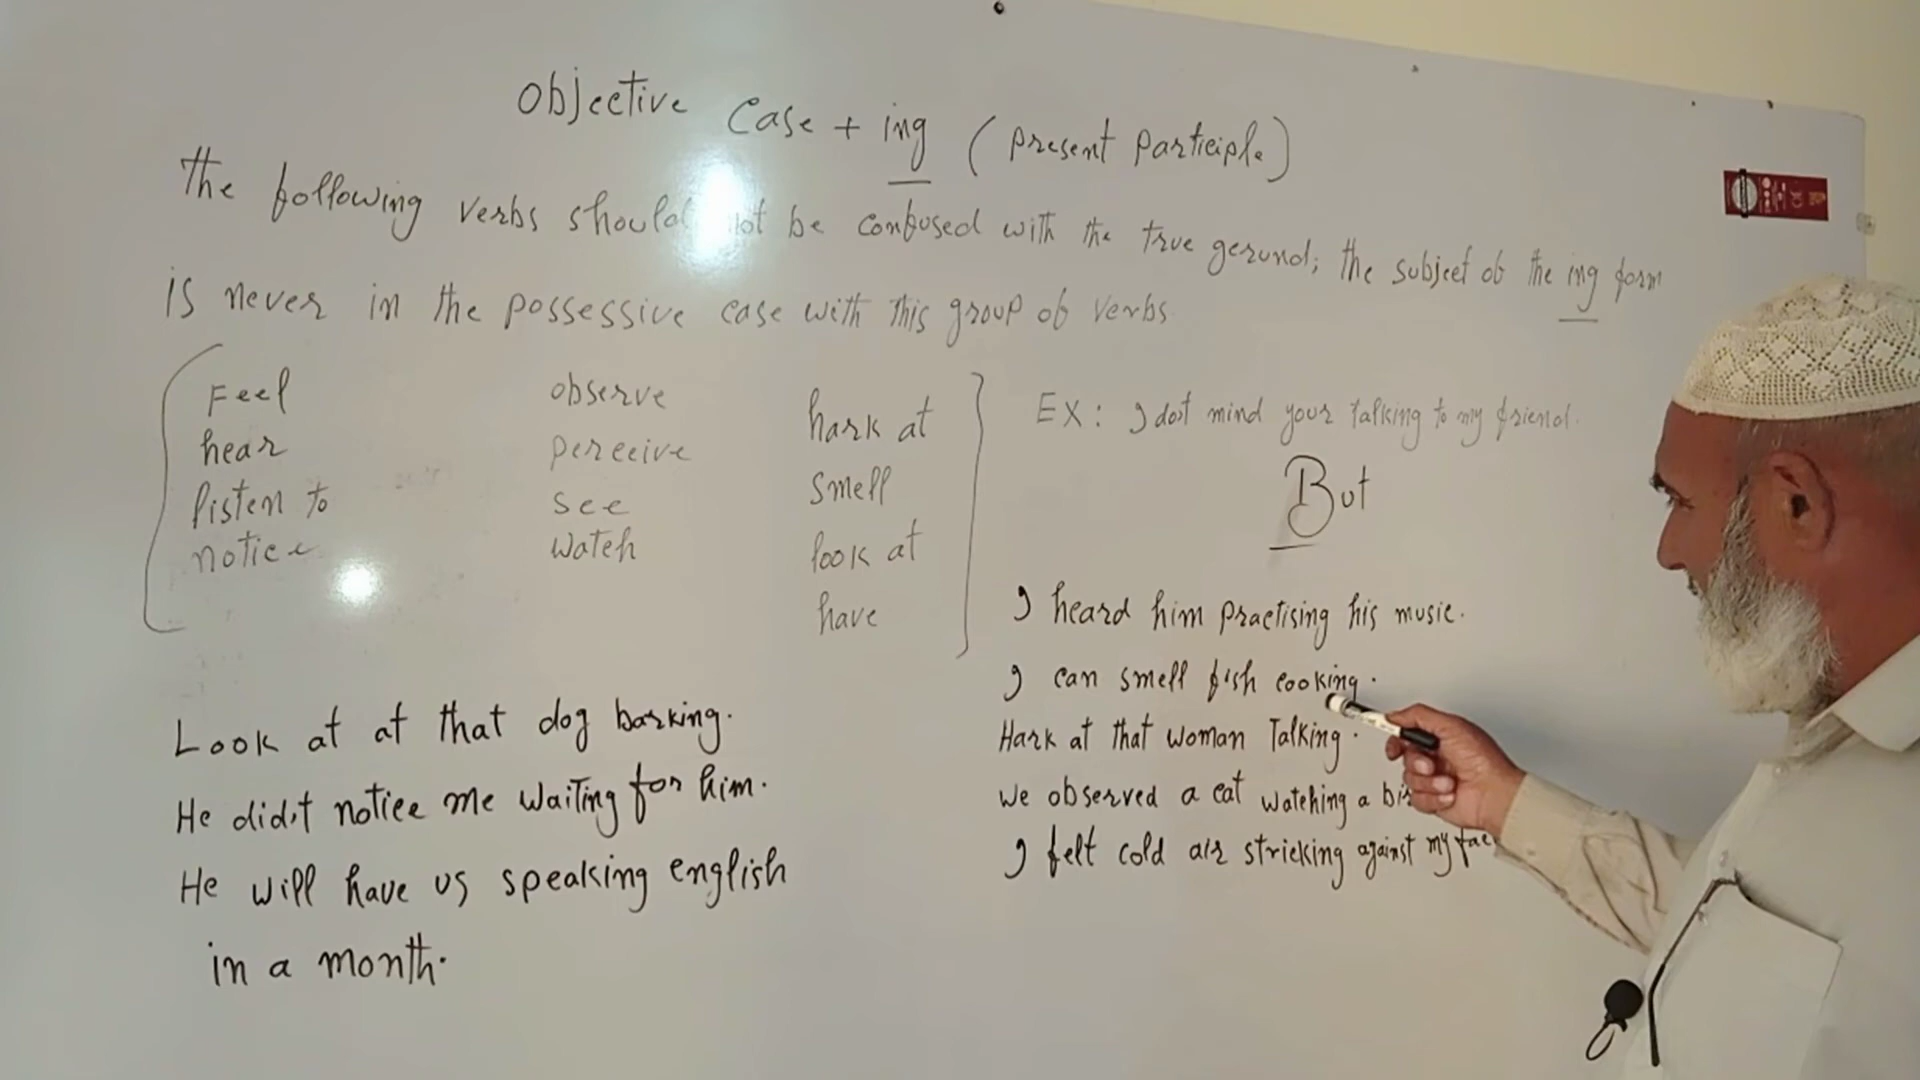 Objective Case + ing (Present Participle)
The following verbs should not be confused with the true gerund; the subject of the ing form
is never in the possessive case with this group of verbs
Feel
hear
listen to
notice
observe
perceive
see
watch
hark at
smell
look at
have
EX: I don't mind your talking to my friend.
But
I heard him practising his music.
I can smell fish cooking.
Hark at that woman Talking.
We observed a cat watching a
I felt cold air stricking against my
Look at at that dog barking.
He did,t notice me waiting for him.
He will have us speaking english
in a month.